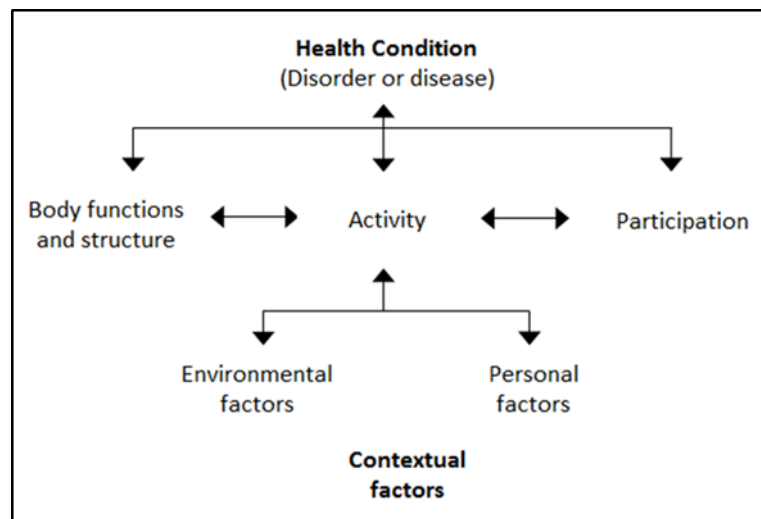 Health Condition
(Disorder or disease)
Body functions
and structure
Activity
Participation
Environmental
factors
Personal
factors
Contextual
factors